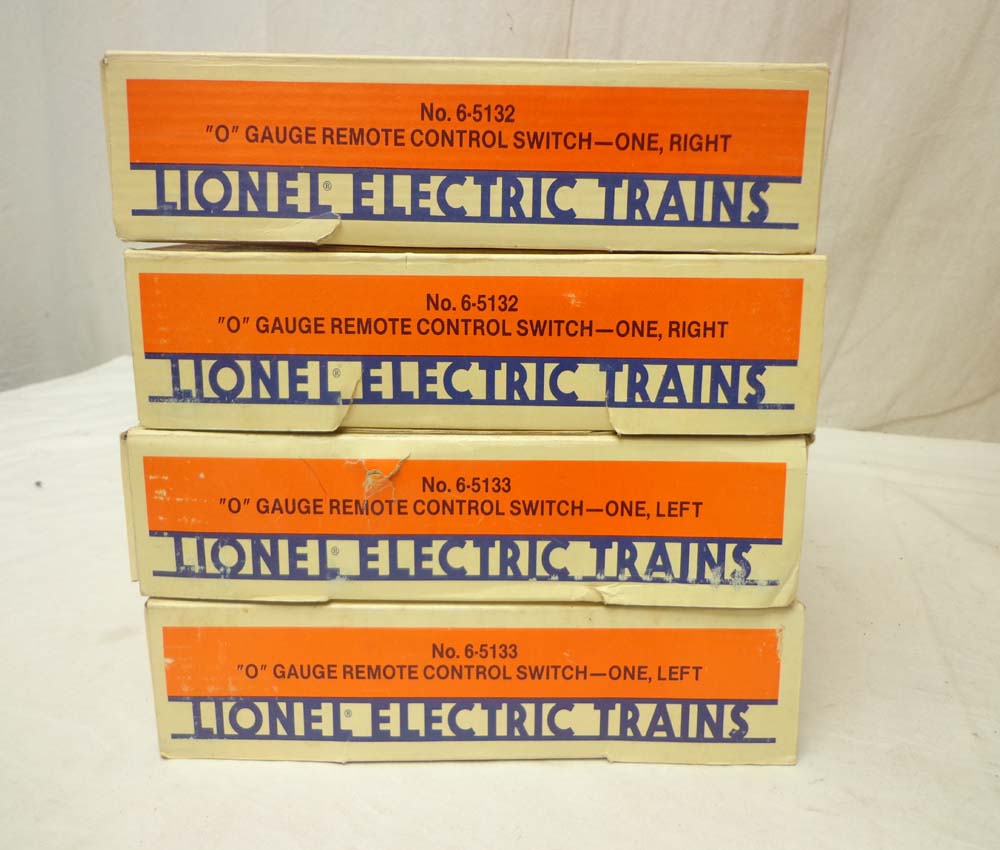 No. 6-5132
"O" GAUGE REMOTE CONTROL SWITCH—ONE, RIGHT
LIONEL® ELECTRIC TRAINS
No. 6-5132
"O" GAUGE REMOTE CONTROL SWITCH—ONE, RIGHT
LIONEL® ELECTRIC TRAINS
No. 6-5133
"O" GAUGE REMOTE CONTROL SWITCH—ONE, LEFT
LIONEL® ELECTRIC TRAINS
No. 6-5133
"O" GAUGE REMOTE CONTROL SWITCH—ONE, LEFT
LIONEL® ELECTRIC TRAINS